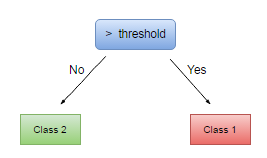 > threshold
No
Yes
Class 2
Class 1